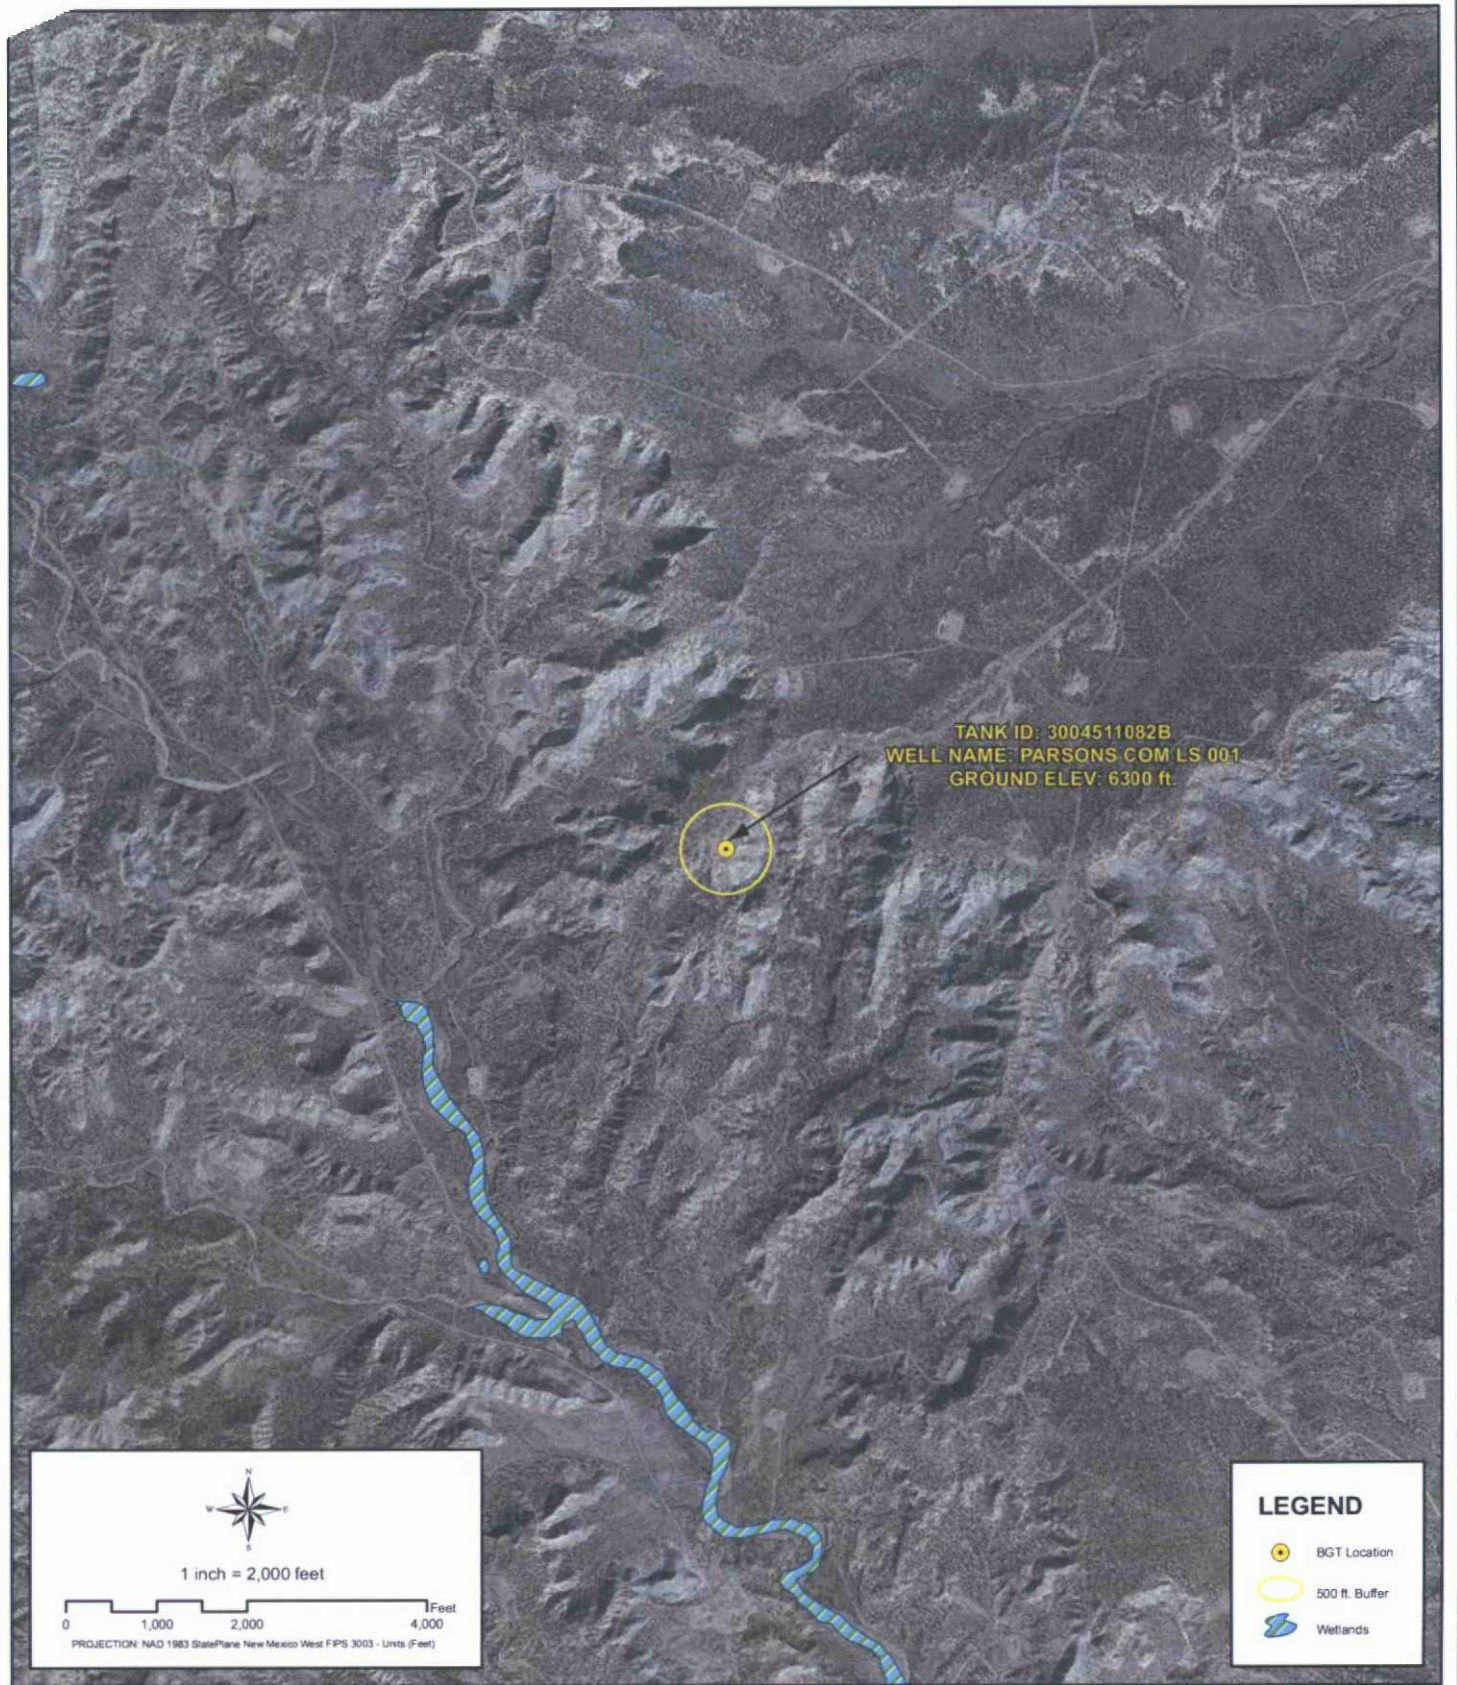 TANK ID: 3004511082B
WELL NAME: PARSONS COM LS 001
GROUND ELEV: 6300 ft.
N
W E
S
1 inch = 2,000 feet
Feet
0 1,000 2,000 4,000
PROJECTION: NAD 1983 StatePlane New Mexico West FIPS 3003 - Units (Feet)
LEGEND
BGT Location
500 ft. Buffer
Wetlands